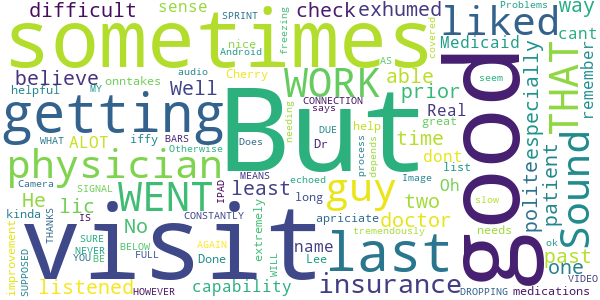 difficult
sense
SPRINT
check
exhumed
liked
way
Problems
sometimes
nice
Android
freezing
covered
cant
believe
onntakes
audio
Cherry
AS
Medicaid
remember
helpful
MY
Well
WORK
able
But
good
THAT
especially
polite
getting
says
CONNECTION
prior
Real
seem
WHAT
ALOT
iffy
BARS
Does
needing
DUE
Dr
help
time
great
Sound
physician
Otherwise
MEANS
process
depends
dont
list
patient
Camera
IPAD
echoed
Image
Oh
slow
He
lic
WENT
least
guy
two
needs
SIGNAL
long
apriciate
doctor
past
improvement
THANKS
IS
No
CONSTANTLY
extremely
name
last
tremendously
one
SUPPOSED
SURE
NEVER
YOU
BE
BELOW
FULL
AGAIN
Done
capability
WILL
Lee
insurance
ok
VIDEO
listened
visit
HOWEVER
DROPPING
medications